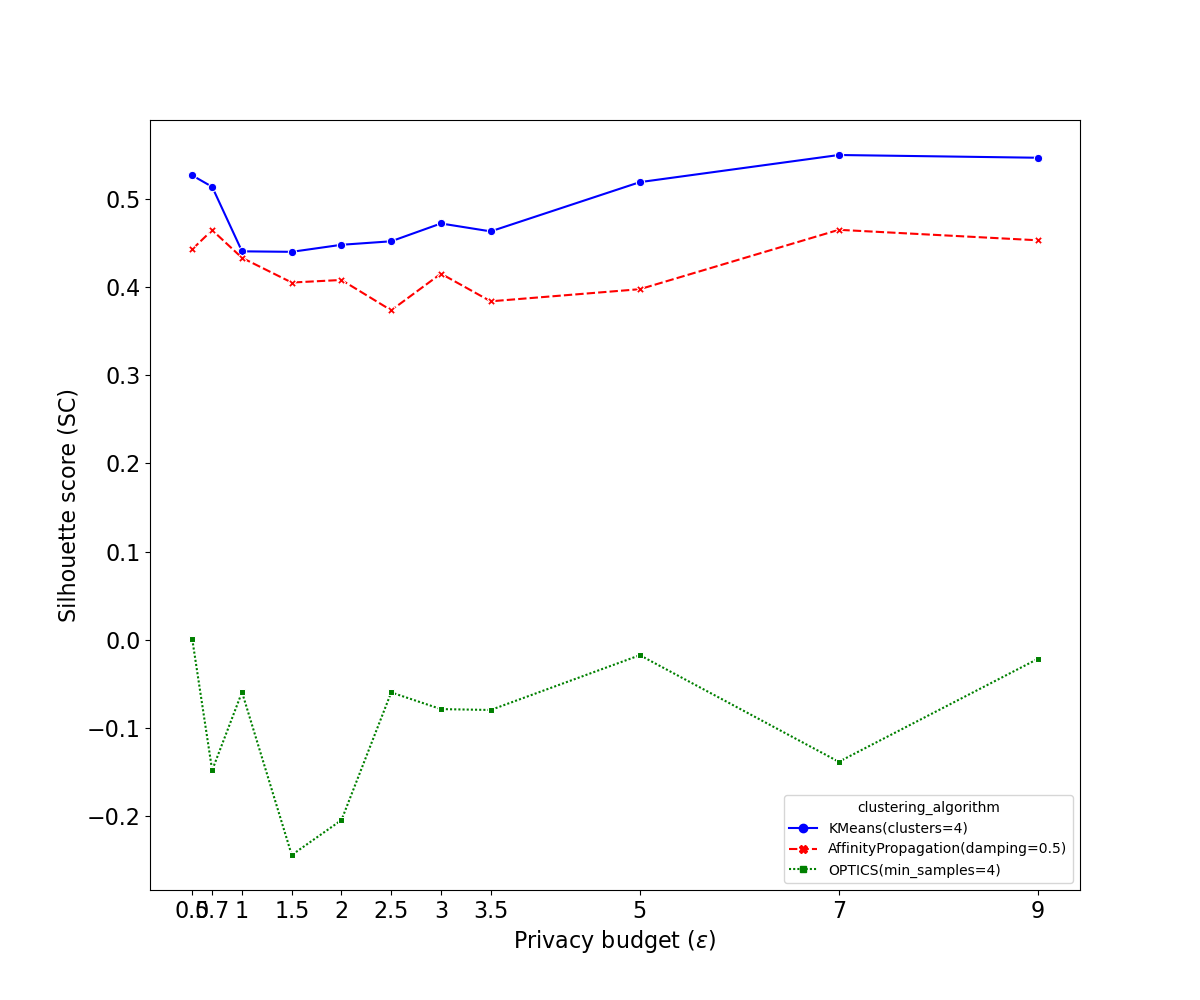 0.5
0.4
0.3
0.2
0.1
0.0
−0.1
−0.2
Silhouette score (SC)
0.5 0.7 1 1.5 2 2.5 3 3.5 5 7 9
Privacy budget (ε)
clustering_algorithm
KMeans(clusters=4)
AffinityPropagation(damping=0.5)
OPTICS(min_samples=4)